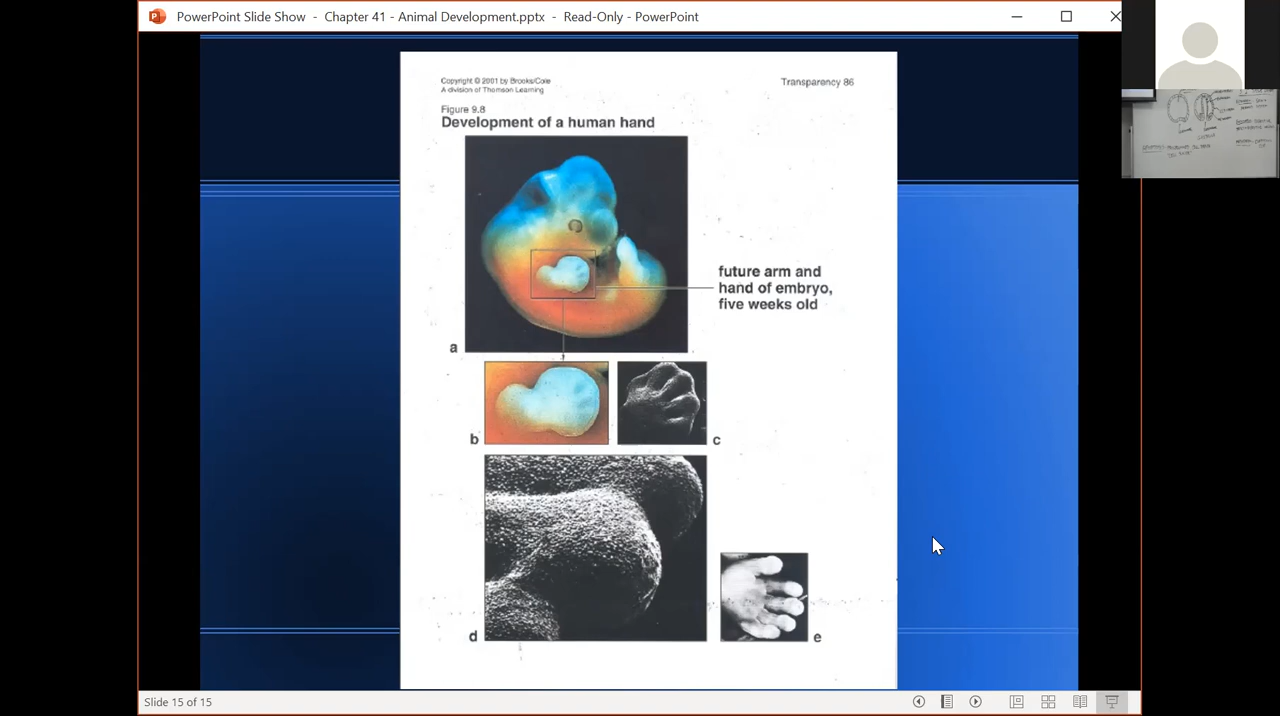 PowerPoint Slide Show - Chapter 41 - Animal Development.pptx - Read-Only - PowerPoint
Copyright © 2001 by Brooks/Cole
A division of Thomson Learning
Transparency 86
Figure 9.8
Development of a human hand
future arm and
hand of embryo,
five weeks old
a
b
c
d
e
Slide 15 of 15